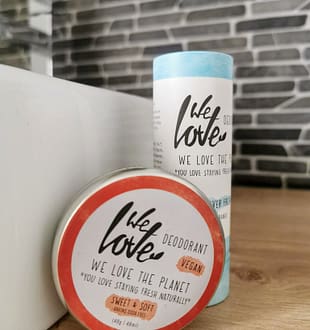 We
love
WE LOVE THE
"YOU LOVE STAYING FRESH
We
love
DEODORANT
VEGAN
WE LOVE THE PLANET
"YOU LOVE STAYING FRESH NATURALLY"
SWEET & SOFT